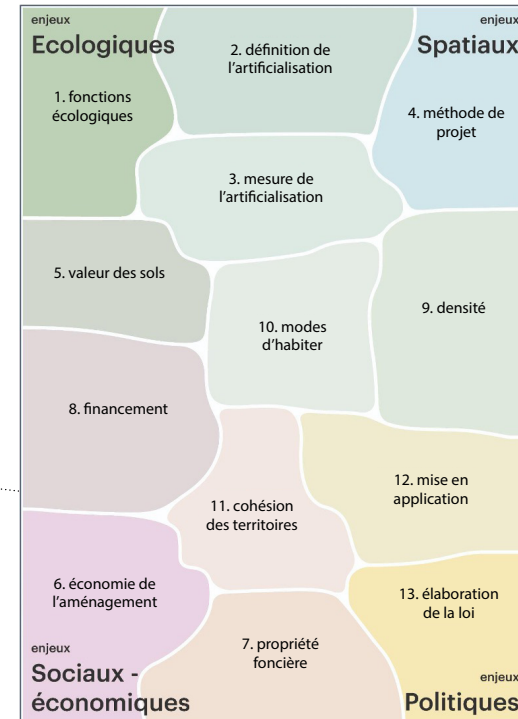 enjeux
Ecologiques
1. fonctions
écologiques
2. définition de
l'artificialisation
enjeux
Spatiaux
4. méthode de
projet
3. mesure de
l'artificialisation
5. valeur des sols
10. modes
d'habiter
9. densité
8. financement
11. cohésion
des territoires
12. mise en
application
6. économie de
l'aménagement
enjeux
Sociaux -
économiques
7. propriété
foncière
13. élaboration
de la loi
enjeux
Politiques